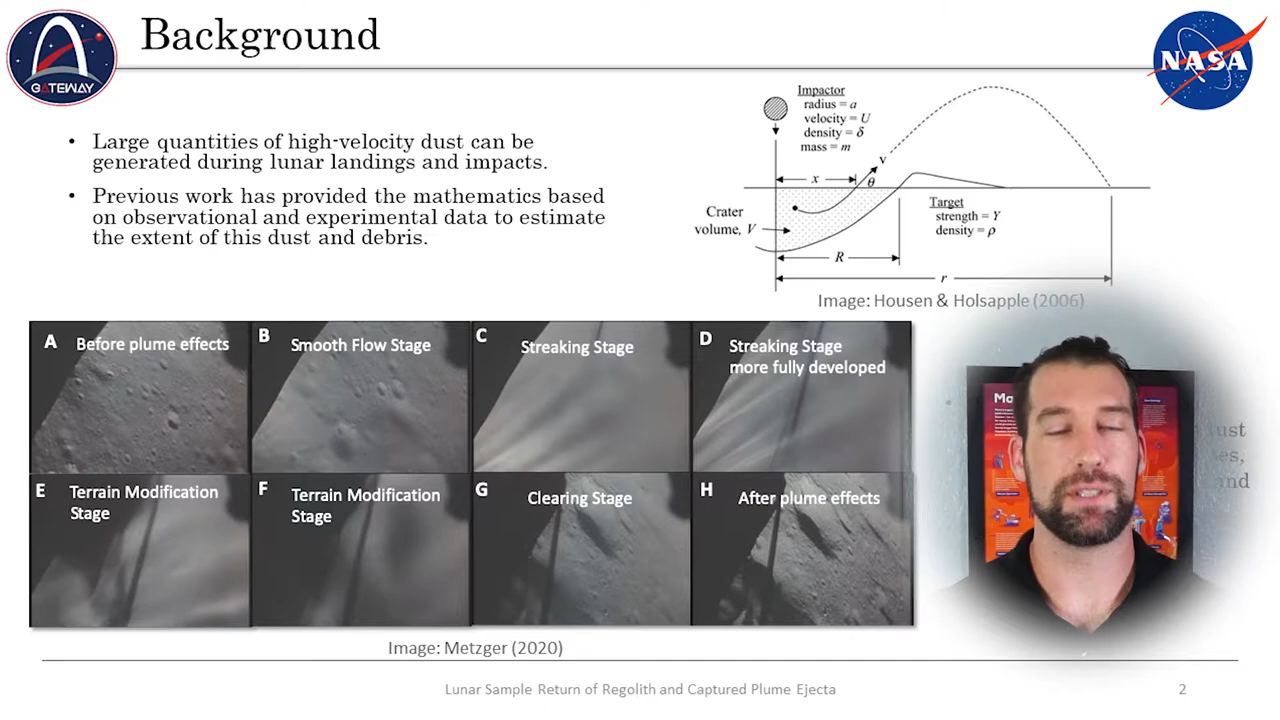 Background
GATEWAY
NASA
• Large quantities of high-velocity dust can be
generated during lunar landings and impacts.
• Previous work has provided the mathematics based
on observational and experimental data to estimate
the extent of this dust and debris.
Impactor
radius = a
velocity = U
density = δ
mass = m
x
v
θ
Crater
volume, V
Target
strength = Y
density = ρ
R
r
Image: Housen & Holsapple (2006)
A Before plume effects
B Smooth Flow Stage
C Streaking Stage
D Streaking Stage
more fully developed
E Terrain Modification
Stage
F Terrain Modification
Stage
G Clearing Stage
H After plume effects
Image: Metzger (2020)
and
Lunar Sample Return of Regolith and Captured Plume Ejecta
2